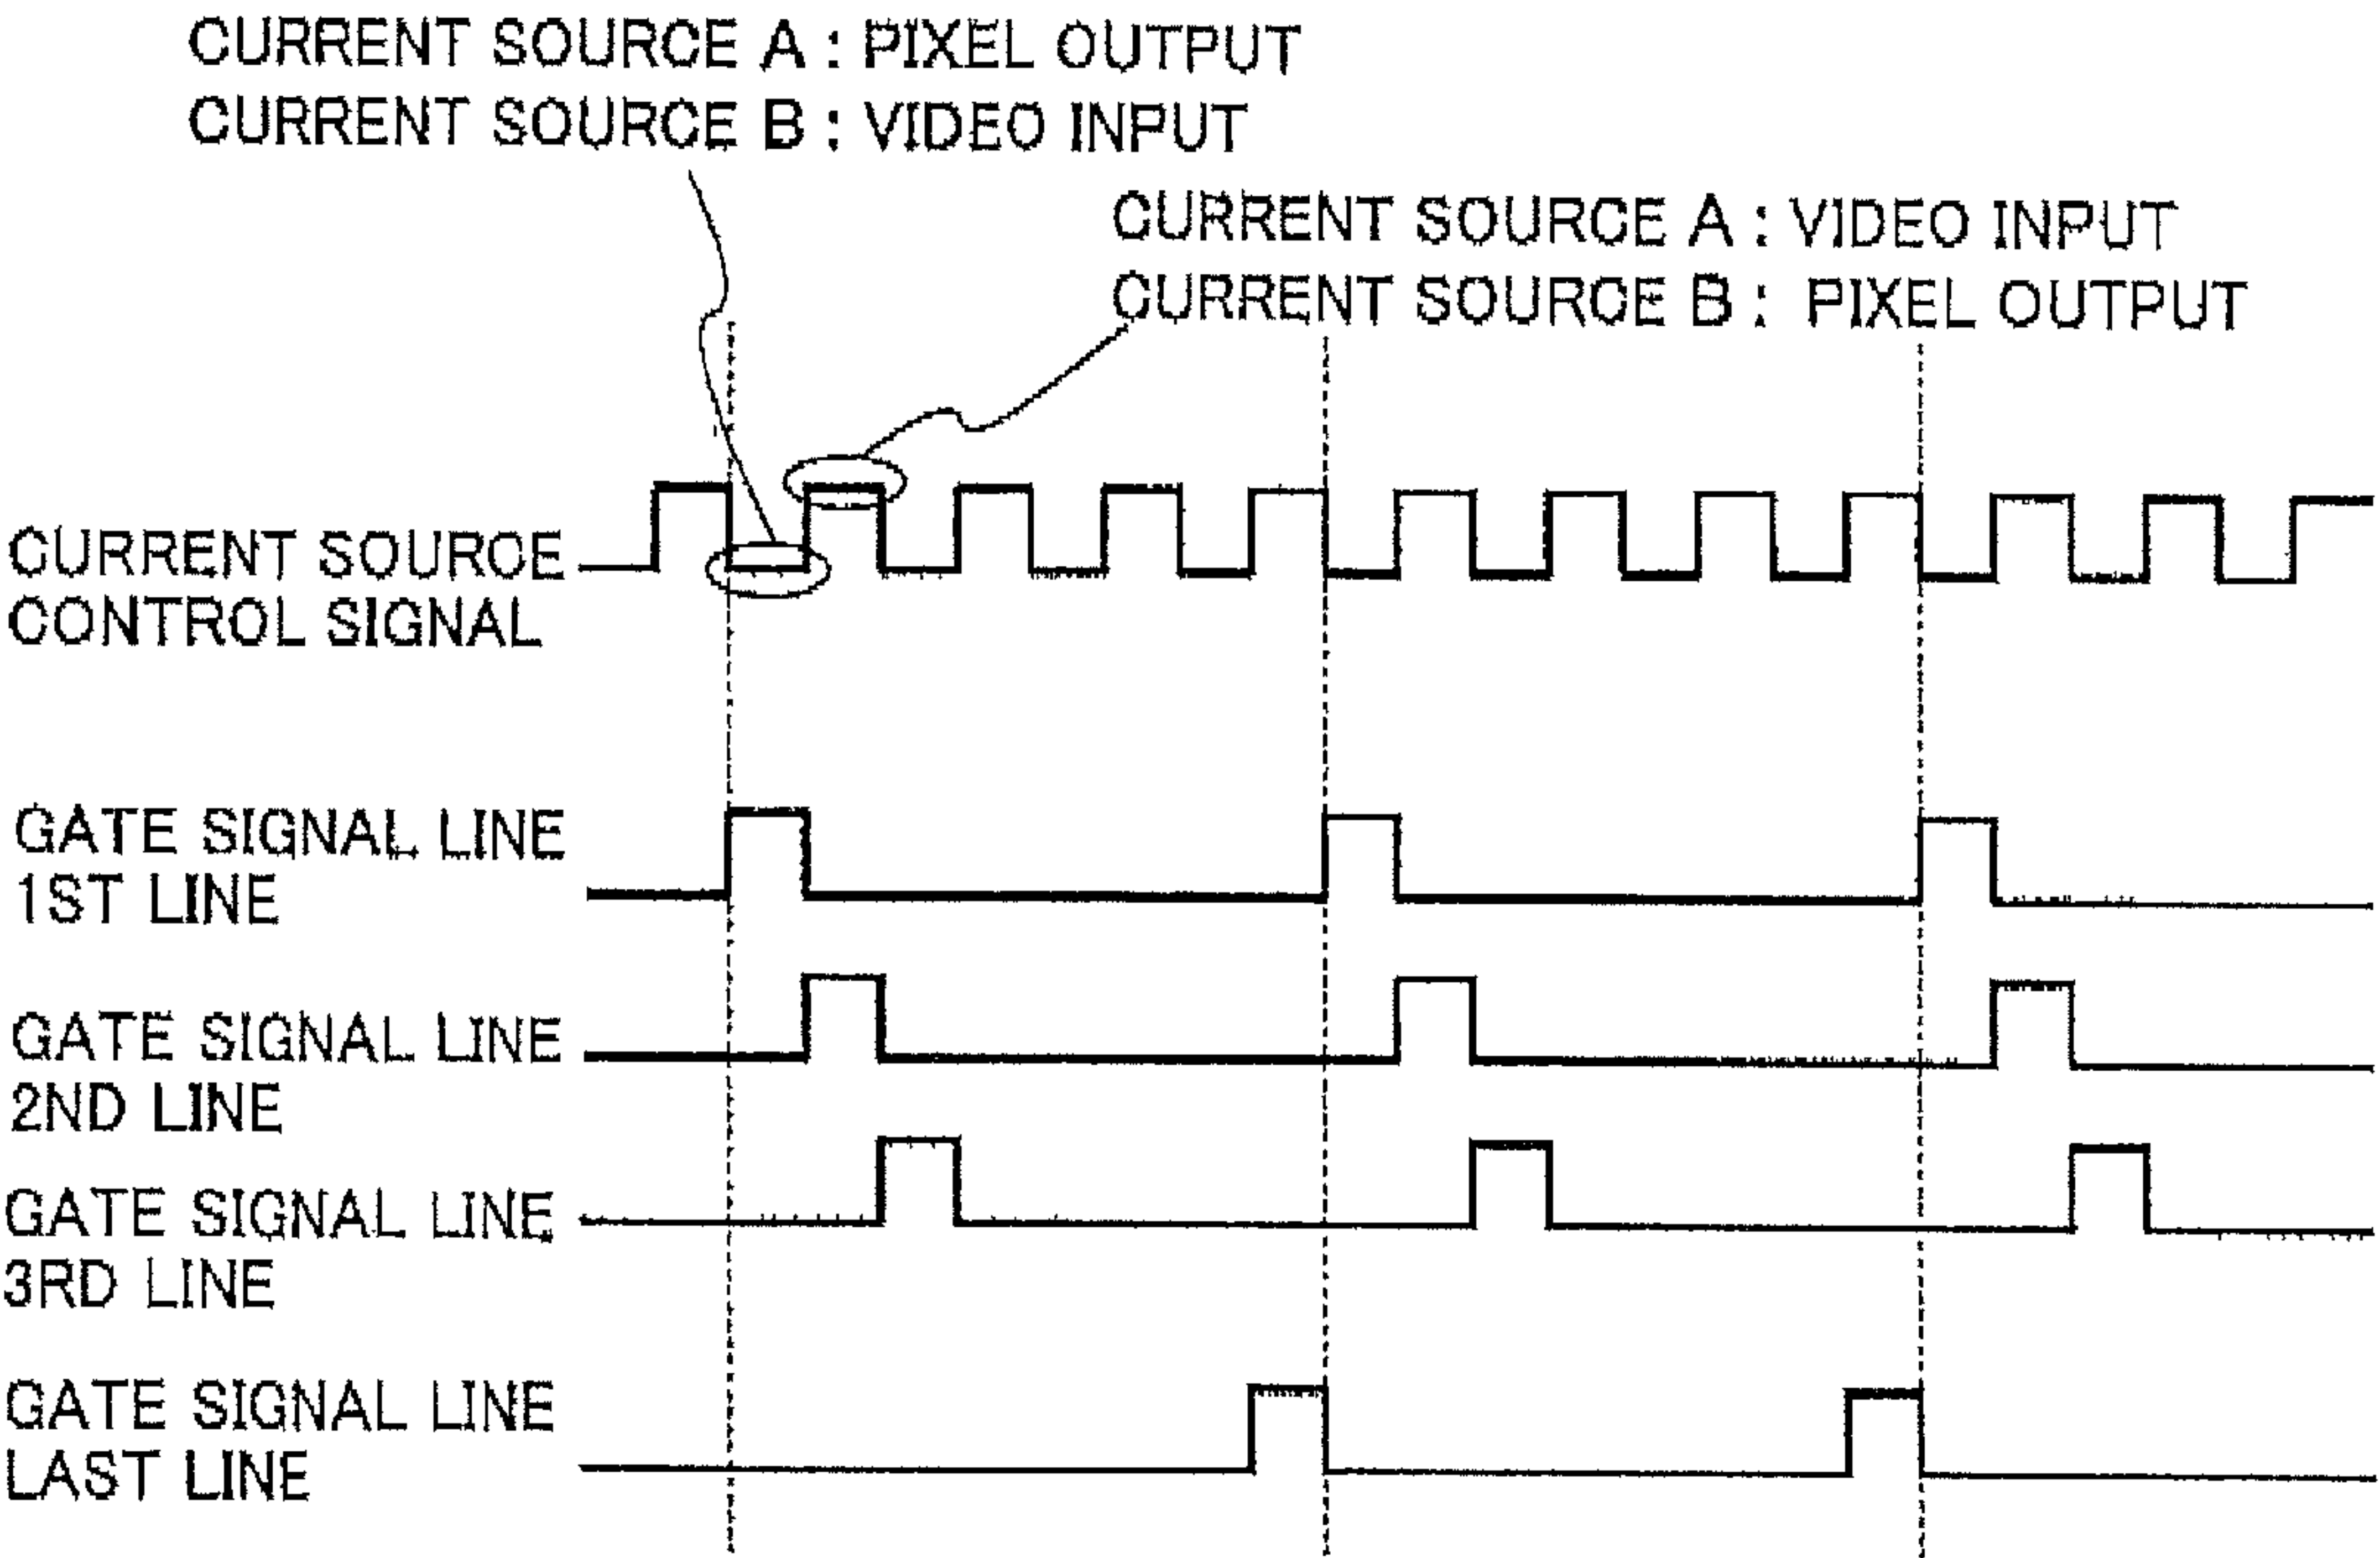 CURRENT SOURCE A : PIXEL OUTPUT
CURRENT SOURCE B : VIDEO INPUT
CURRENT SOURCE A : VIDEO INPUT
CURRENT SOURCE B : PIXEL OUTPUT
CURRENT SOURCE
CONTROL SIGNAL
GATE SIGNAL LINE
1ST LINE
GATE SIGNAL LINE
2ND LINE
GATE SIGNAL LINE
3RD LINE
GATE SIGNAL LINE
LAST LINE